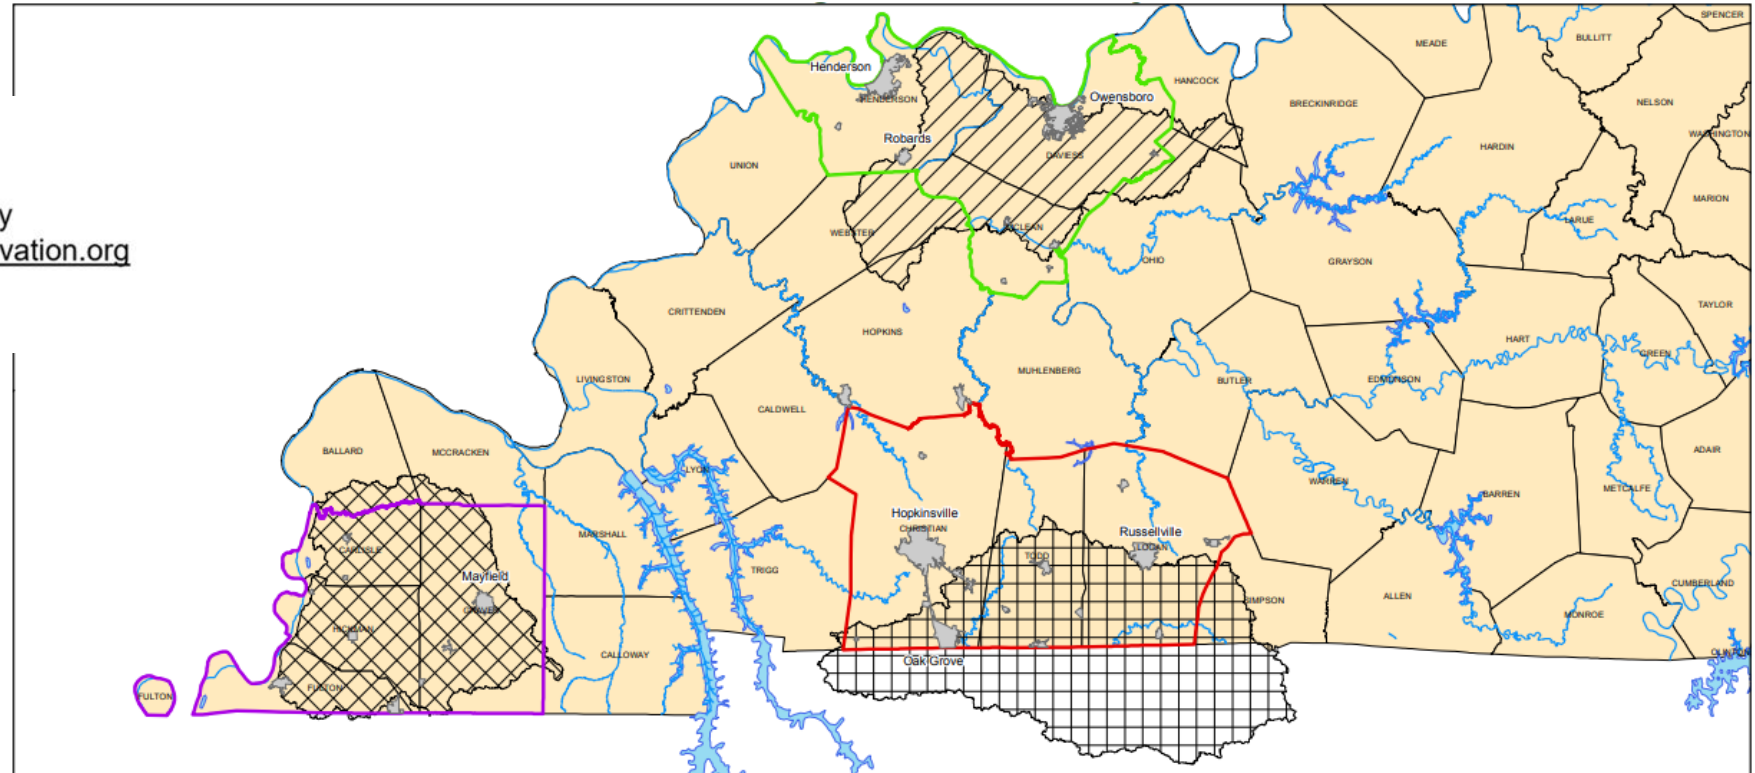 SPENCER
BULLITT
MEADE
Henderson
HANCOCK
HENDERSON
Owensboro
BRECKINRIDGE
NELSON
WASHINGTON
Robards
HARDIN
DAVIESS
UNION
MARION
y
LARUE
vation.org
WEBSTER
MCLEAN
OHIO
GRAYSON
TAYLOR
CRITTENDEN
HOPKINS
HART
GREEN
MUHLENBERG
LIVINGSTON
BUTLER
EDMONSON
CALDWELL
ADAIR
BALLARD
MCCRACKEN
LYON
WARREN
METCALFE
BARREN
Hopkinsville
CHRISTIAN
Russellville
MARSHALL
LOGAN
CARLISLE
TODD
TRIGG
Mayfield
CUMBERLAND
ALLEN
SIMPSON
GRAVES
MONROE
HICKMAN
CALLOWAY
CLINTON
Oak Grove
FULTON
FULTON